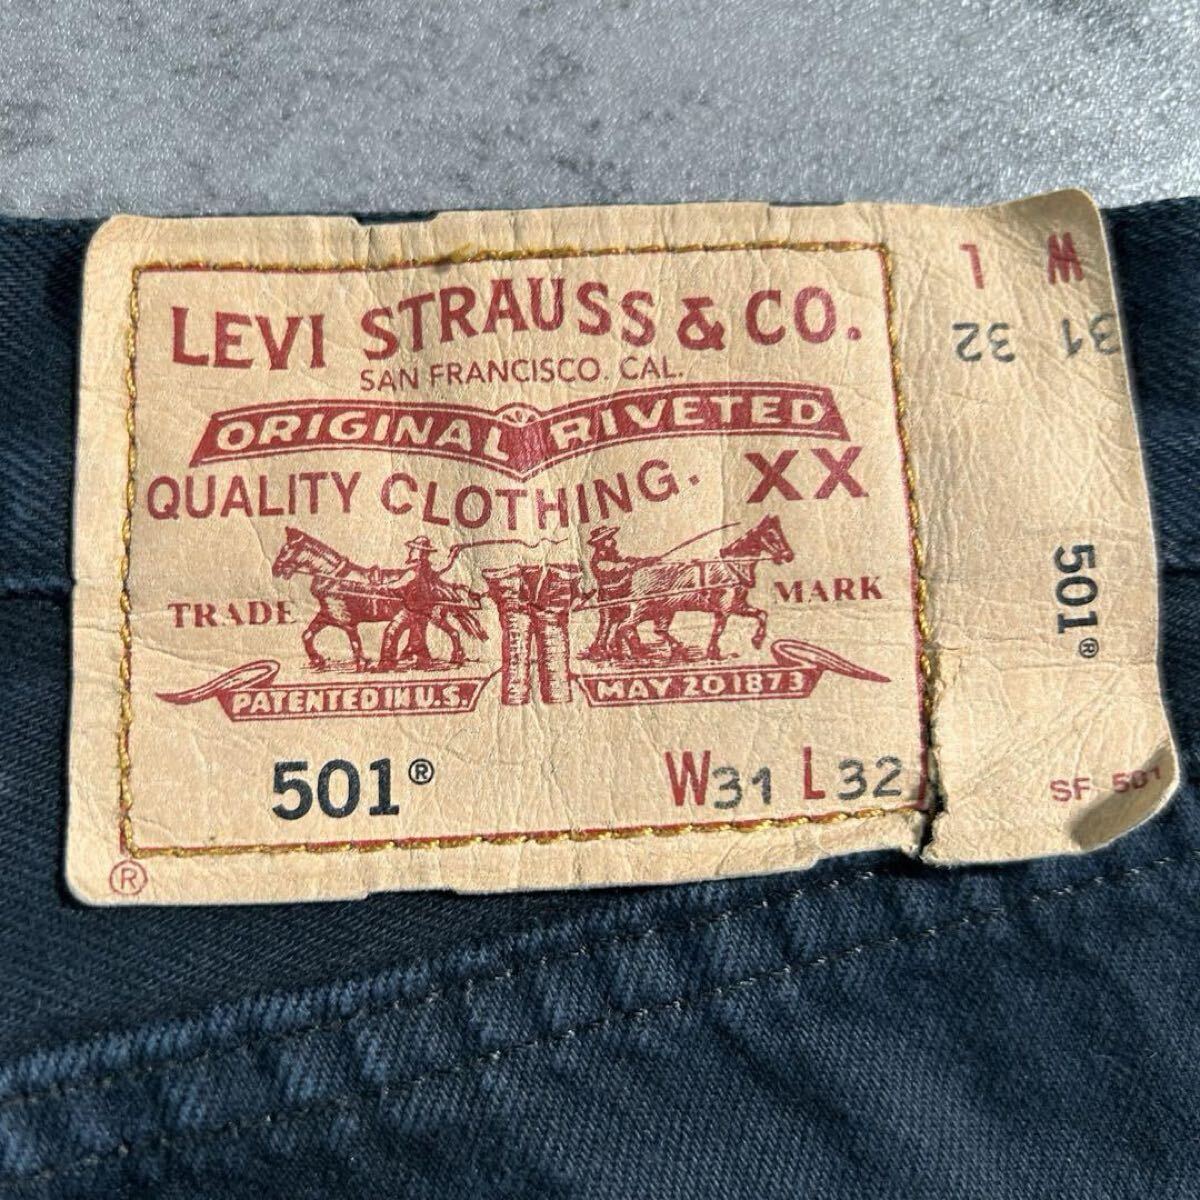 LEVI STRAUSS & CO.
SAN FRANCISCO. CAL.
ORIGINAL RIVETED
QUALITY CLOTHING. XX
TRADE MARK
PATENTED IN U.S. MAY 20 1873
501® W31 L32
®
W 31
L 32
501®
SF 501